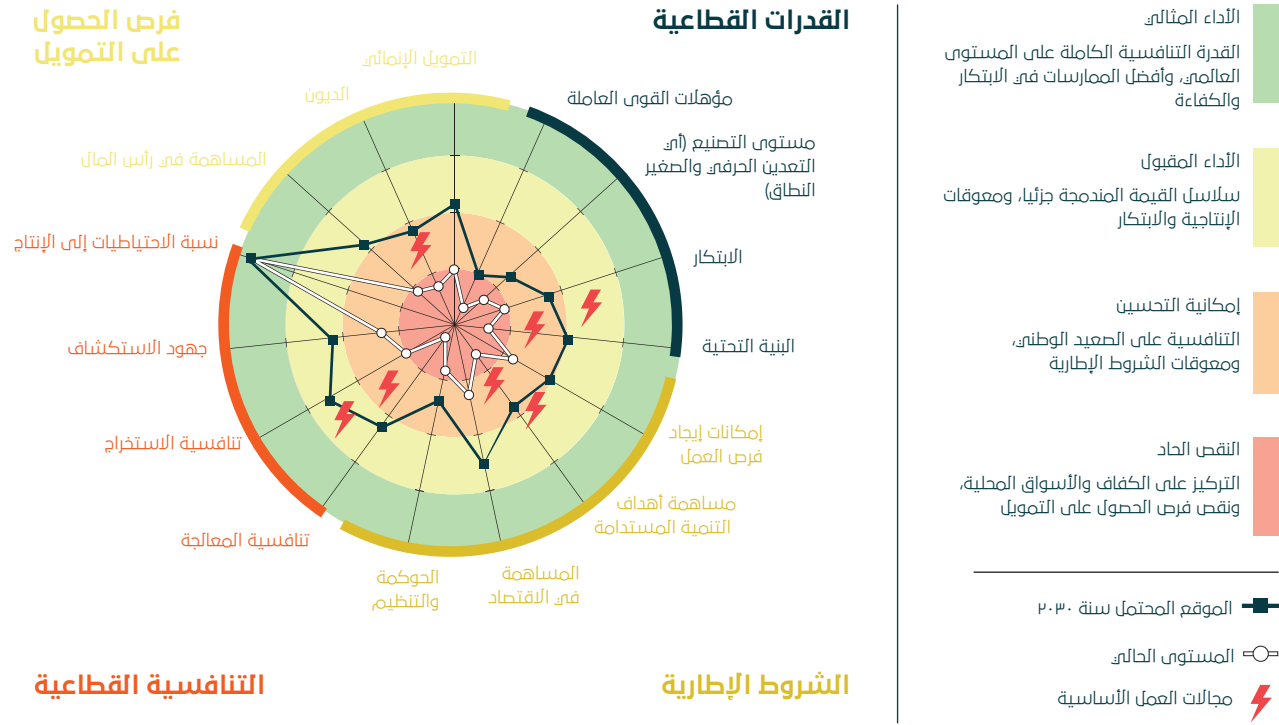 الأداء المثالي
القدرة التنافسية الكاملة على المستوى
العالمي، وأفضل الممارسات في الابتكار
والكفاءة
الأداء المقبول
سلاسل القيمة المندمجة جزئيا، ومعوقات
الإنتاجية والابتكار
إمكانية التحسين
التنافسية على الصعيد الوطني،
ومعوقات الشروط الإطارية
النقص الحاد
التركيز على الكفاف والأسواق المحلية،
ونقص فرص الحصول على التمويل
الموقع المحتمل سنة ٢٠٣٠
المستوى الحالي
مجالات العمل الأساسية
القدرات القطاعية
مؤهلات القوى العاملة
مستوى التصنيع (أي
التعدين الحرفي والصغير
النطاق)
الابتكار
البنية التحتية
إمكانات إيجاد
فرص العمل
مساهمة أهداف
التنمية المستدامة
المساهمة
في الاقتصاد
الحوكمة
والتنظيم
الشروط الإطارية
فرص الحصول
على التمويل
التمويل الإنمائي
الديون
المساهمة في رأس المال
نسبة الاحتياطيات إلى الإنتاج
جهود الاستكشاف
تنافسية الاستخراج
تنافسية المعالجة
التنافسية القطاعية